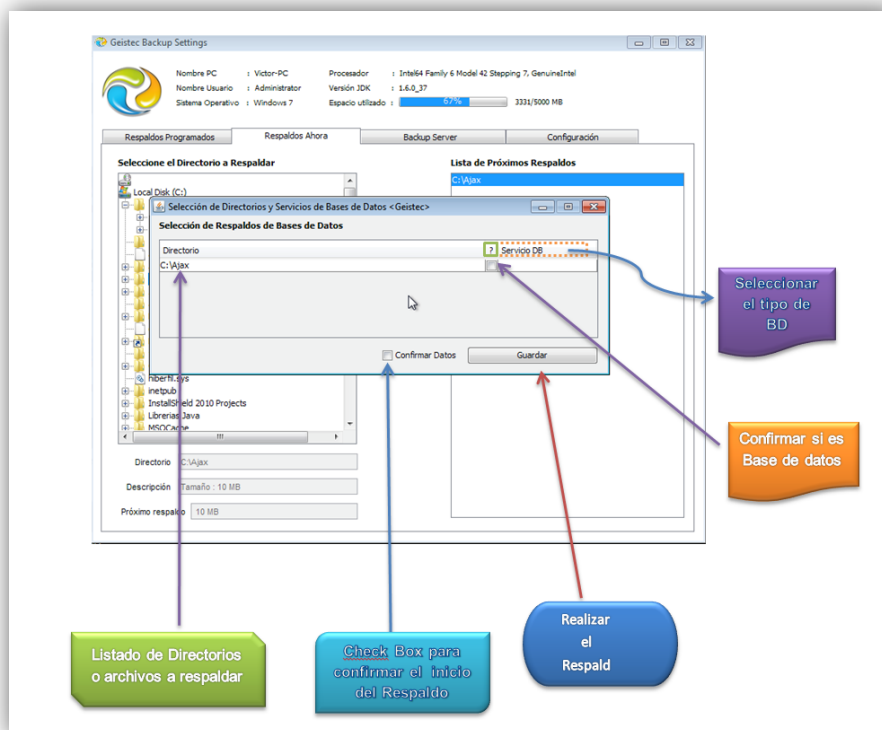 Geistec Backup Settings
Nombre PC : Victor-PC Procesador : Intel64 Family 6 Model 42 Stepping 7, GenuineIntel
Nombre Usuario : Administrator Versión JDK : 1.6.0_37
Sistema Operativo : Windows 7 Espacio utilizado : 67% 3331/5000 MB
Respaldos Programados Respaldos Ahora Backup Server Configuración
Seleccione el Directorio a Respaldar Lista de Próximos Respaldos
C:\Ajax
Local Disk (C:)
Selección de Directorios y Servicios de Bases de Datos <Geistec>
Selección de Respaldos de Bases de Datos
Directorio ? Servicio DB
C:\Ajax
Confirmar Datos Guardar
hiberfil.sys
inetpub
InstallShield 2010 Projects
Librerias Java
MSOCache
Directorio C:\Ajax
Descripción Tamaño : 10 MB
Próximo respaldo 10 MB
Seleccionar
el tipo de
BD
Confirmar si es
Base de datos
Listado de Directorios
o archivos a respaldar
Check Box para
confirmar el inicio
del Respaldo
Realizar
el
Respald